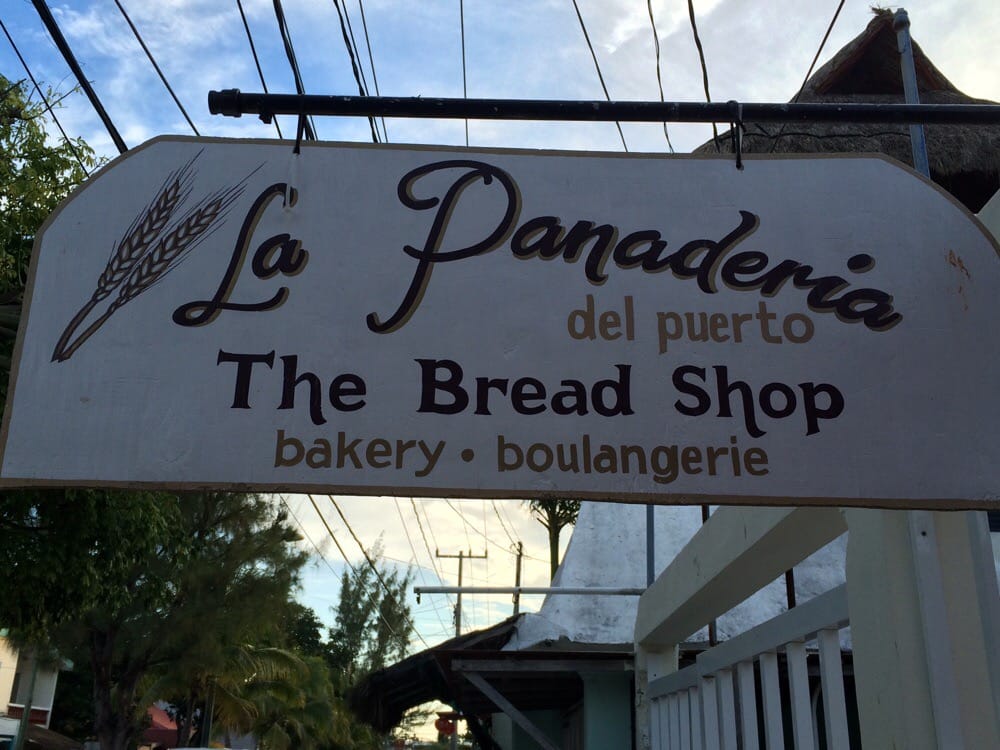 La Panaderia
del puerto
The Bread Shop
bakery • boulangerie